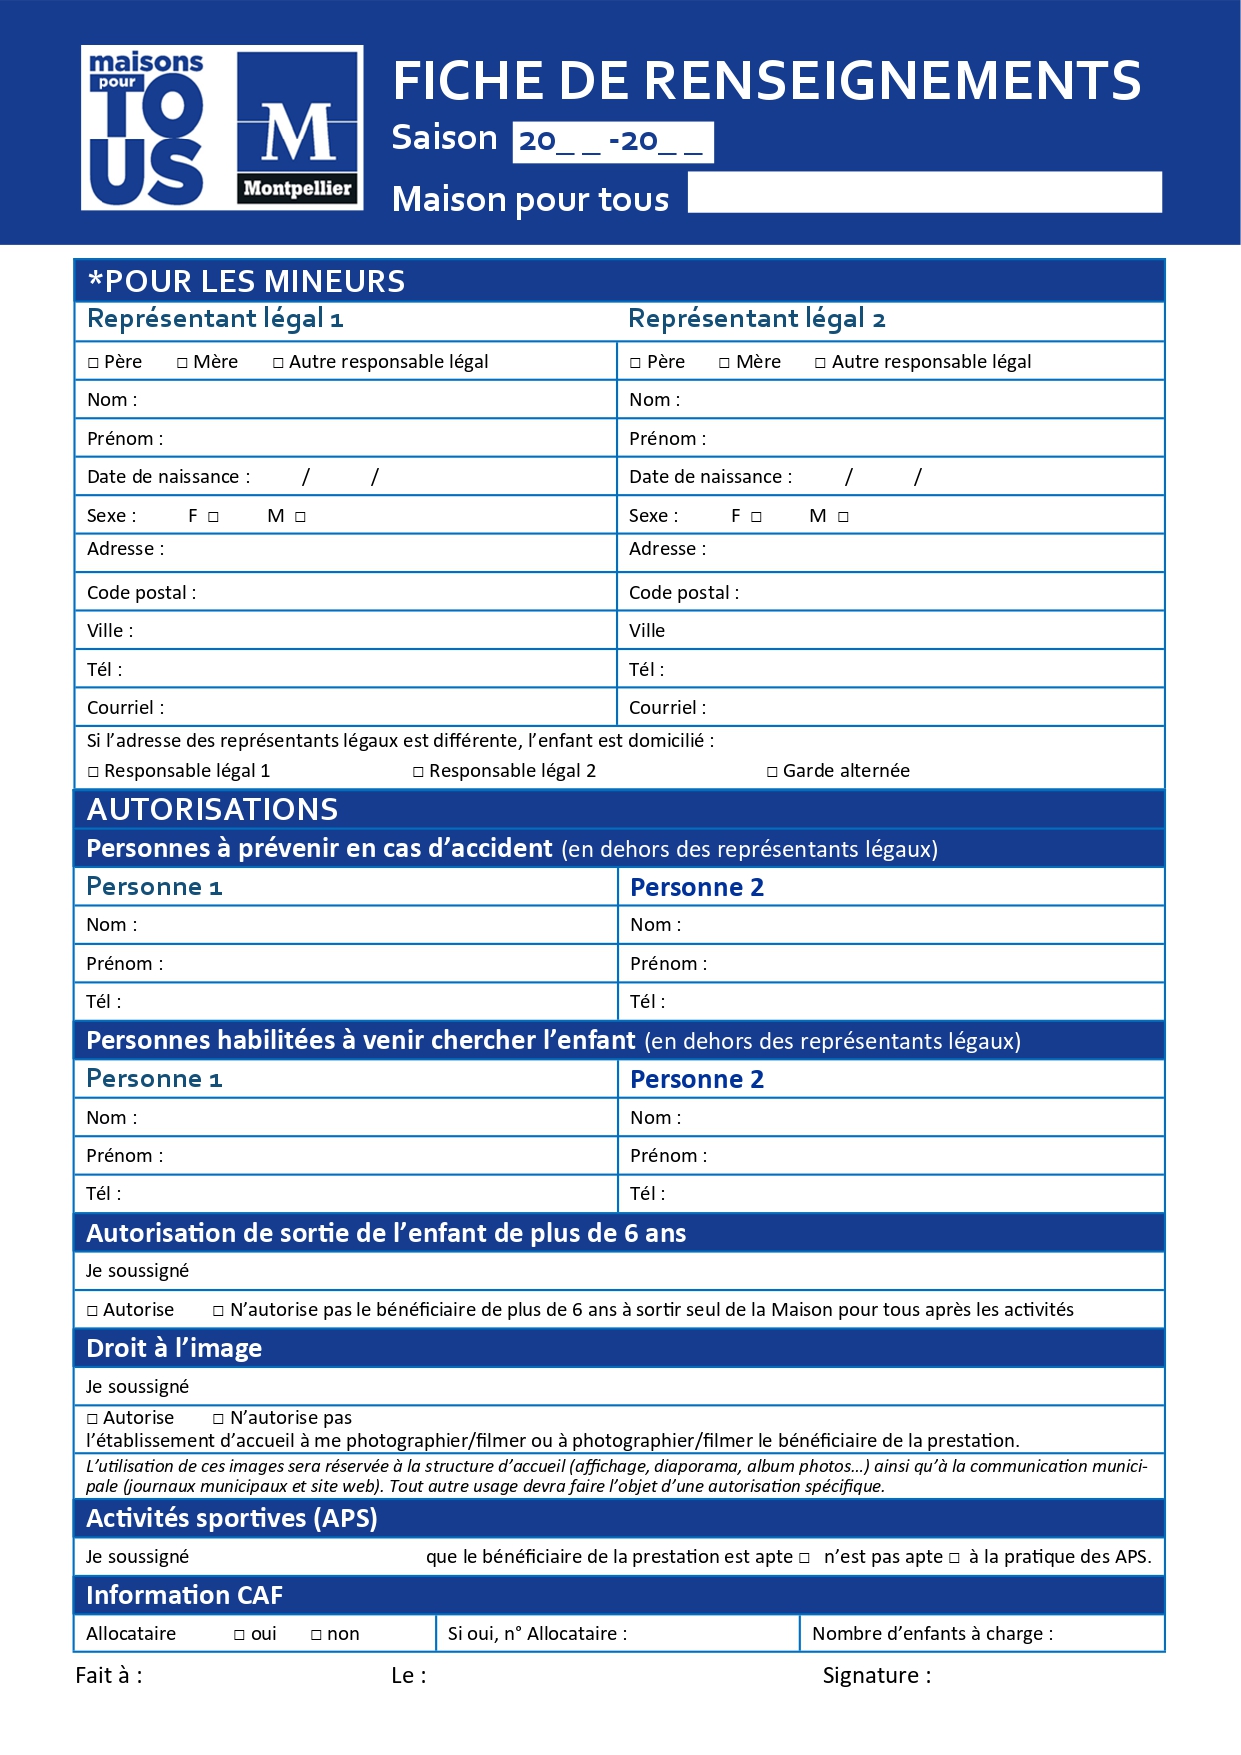 maisons
pour
TO
US
M
Montpellier
FICHE DE RENSEIGNEMENTS
Saison 20_ _ -20_ _
Maison pour tous
*POUR LES MINEURS
Représentant légal 1 Représentant légal 2
□ Père □ Mère □ Autre responsable légal □ Père □ Mère □ Autre responsable légal
Nom : Nom :
Prénom : Prénom :
Date de naissance : / / Date de naissance : / /
Sexe : F □ M □ Sexe : F □ M □
Adresse : Adresse :
Code postal : Code postal :
Ville : Ville
Tél : Tél :
Courriel : Courriel :
Si l’adresse des représentants légaux est différente, l’enfant est domicilié :
□ Responsable légal 1 □ Responsable légal 2 □ Garde alternée
AUTORISATIONS
Personnes à prévenir en cas d’accident (en dehors des représentants légaux)
Personne 1 Personne 2
Nom : Nom :
Prénom : Prénom :
Tél : Tél :
Personnes habilitées à venir chercher l’enfant (en dehors des représentants légaux)
Personne 1 Personne 2
Nom : Nom :
Prénom : Prénom :
Tél : Tél :
Autorisation de sortie de l’enfant de plus de 6 ans
Je soussigné
□ Autorise □ N’autorise pas le bénéficiaire de plus de 6 ans à sortir seul de la Maison pour tous après les activités
Droit à l’image
Je soussigné
□ Autorise □ N’autorise pas
l’établissement d’accueil à me photographier/filmer ou à photographier/filmer le bénéficiaire de la prestation.
L’utilisation de ces images sera réservée à la structure d’accueil (affichage, diaporama, album photos...) ainsi qu’à la communication munici-
pale (journaux municipaux et site web). Tout autre usage devra faire l’objet d’une autorisation spécifique.
Activités sportives (APS)
Je soussigné que le bénéficiaire de la prestation est apte □ n’est pas apte □ à la pratique des APS.
Information CAF
Allocataire □ oui □ non Si oui, n° Allocataire : Nombre d’enfants à charge :
Fait à : Le : Signature :